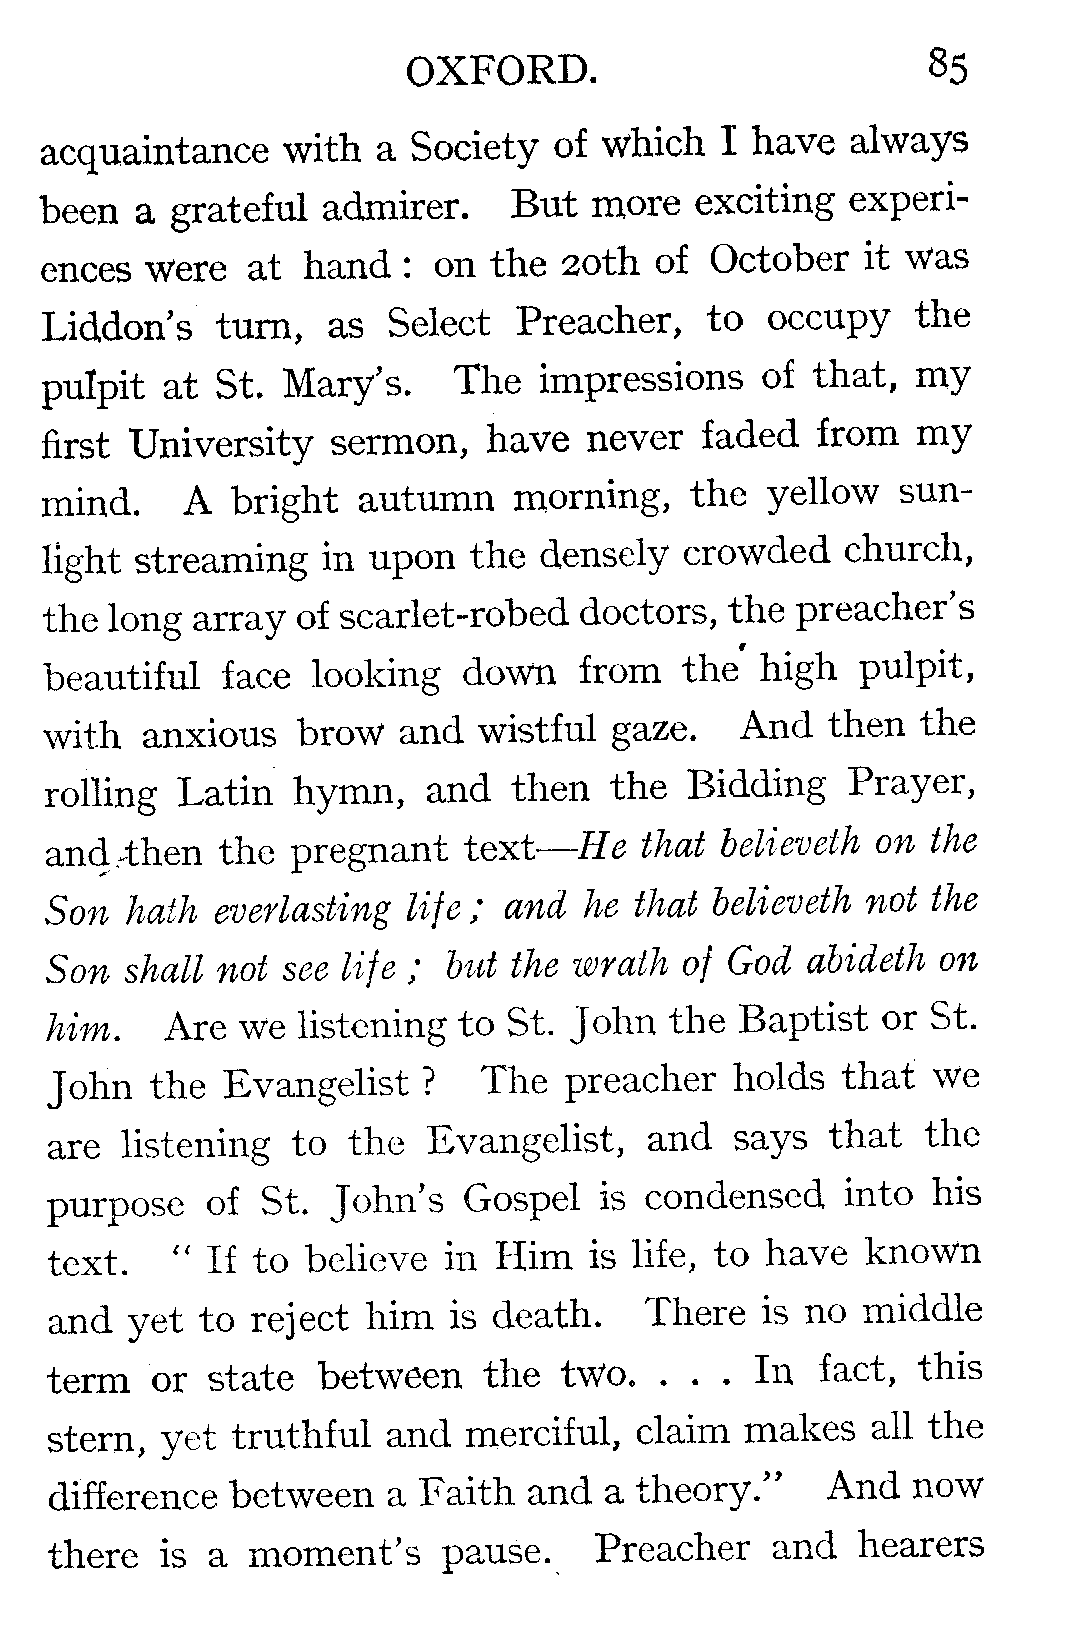 OXFORD. 85
acquaintance with a Society of which I have always
been a grateful admirer. But more exciting experi-
ences were at hand : on the 20th of October it was
Liddon's turn, as Select Preacher, to occupy the
pulpit at St. Mary's. The impressions of that, my
first University sermon, have never faded from my
mind. A bright autumn morning, the yellow sun-
light streaming in upon the densely crowded church,
the long array of scarlet-robed doctors, the preacher's
beautiful face looking down from the high pulpit,
with anxious brow and wistful gaze. And then the
rolling Latin hymn, and then the Bidding Prayer,
and then the pregnant text—He that believeth on the
Son hath everlasting life ; and he that believeth not the
Son shall not see life ; but the wrath of God abideth on
him. Are we listening to St. John the Baptist or St.
John the Evangelist ? The preacher holds that we
are listening to the Evangelist, and says that the
purpose of St. John's Gospel is condensed into his
text. “ If to believe in Him is life, to have known
and yet to reject him is death. There is no middle
term or state between the two. . . . In fact, this
stern, yet truthful and merciful, claim makes all the
difference between a Faith and a theory.” And now
there is a moment's pause. Preacher and hearers